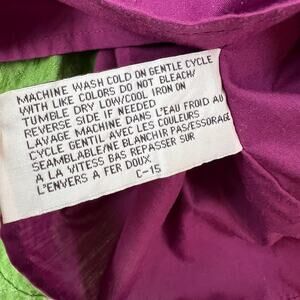 MACHINE WASH COLD ON GENTLE CYCLE
WITH LIKE COLORS DO NOT BLEACH/
TUMBLE DRY LOW/COOL IRON ON
REVERSE SIDE IF NEEDED
LAVAGE MACHINE DANS L'EAU FROID AU
CYCLE GENTIL AVEC LES COULEURS
SEAMBLABLE/NE BLANCHIR PAS/ESSORAGE
A LA VITESS BAS REPASSER SUR
L'ENVERS A FER DOUX
C-15